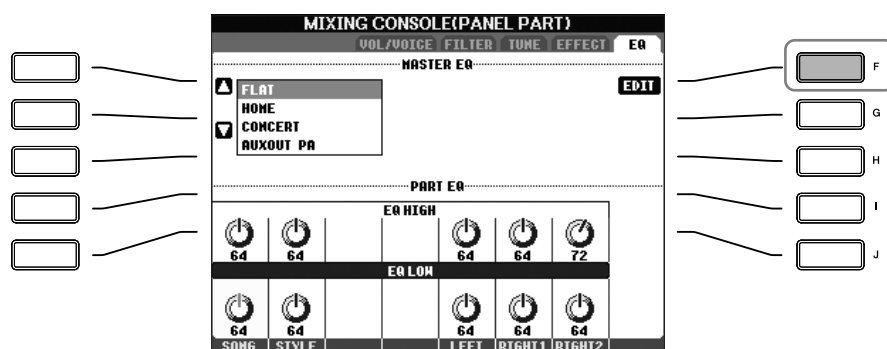 MIXING CONSOLE(PANEL PART)
VOL/VOICE FILTER TUNE EFFECT EQ
MASTER EQ
FLAT
HOME
CONCERT
AUXOUT PA
EDIT
F
G
H
I
J
PART EQ
EQ HIGH
64 64 64 64 72
EQ LOW
64 64 64 64 64
SONG STYLE LEFT RIGHT1 RIGHT2